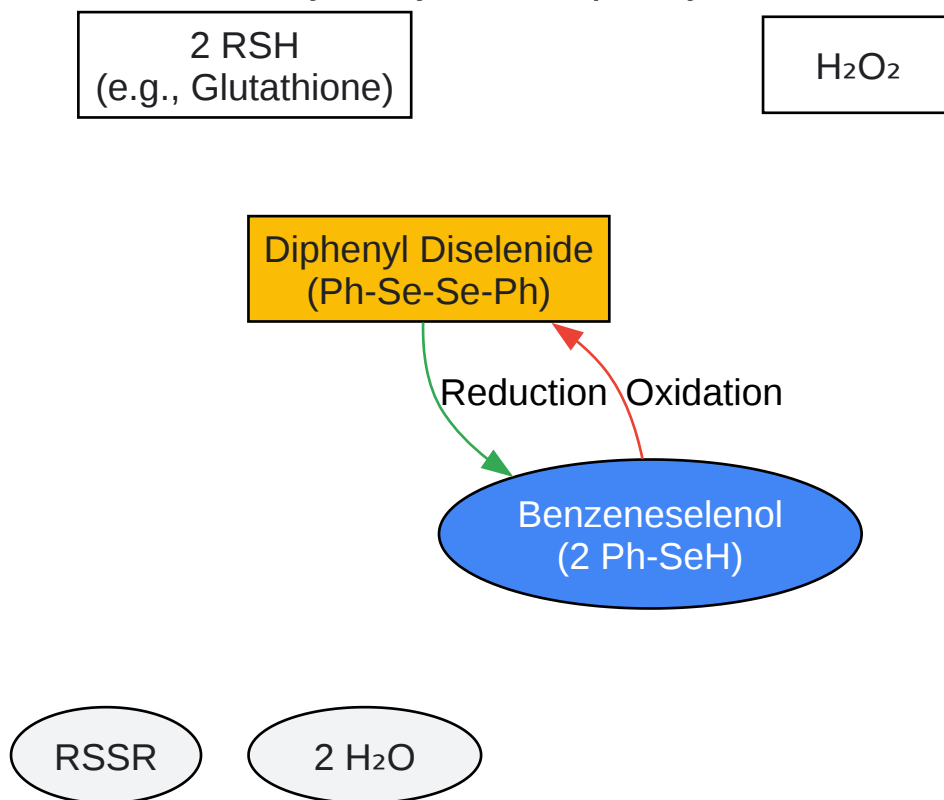 2 RSH
(e.g., Glutathione)
H₂O₂
Diphenyl Diselenide
(Ph-Se-Se-Ph)
Reduction
Oxidation
Benzeneselenol
(2 Ph-SeH)
RSSR
2 H₂O